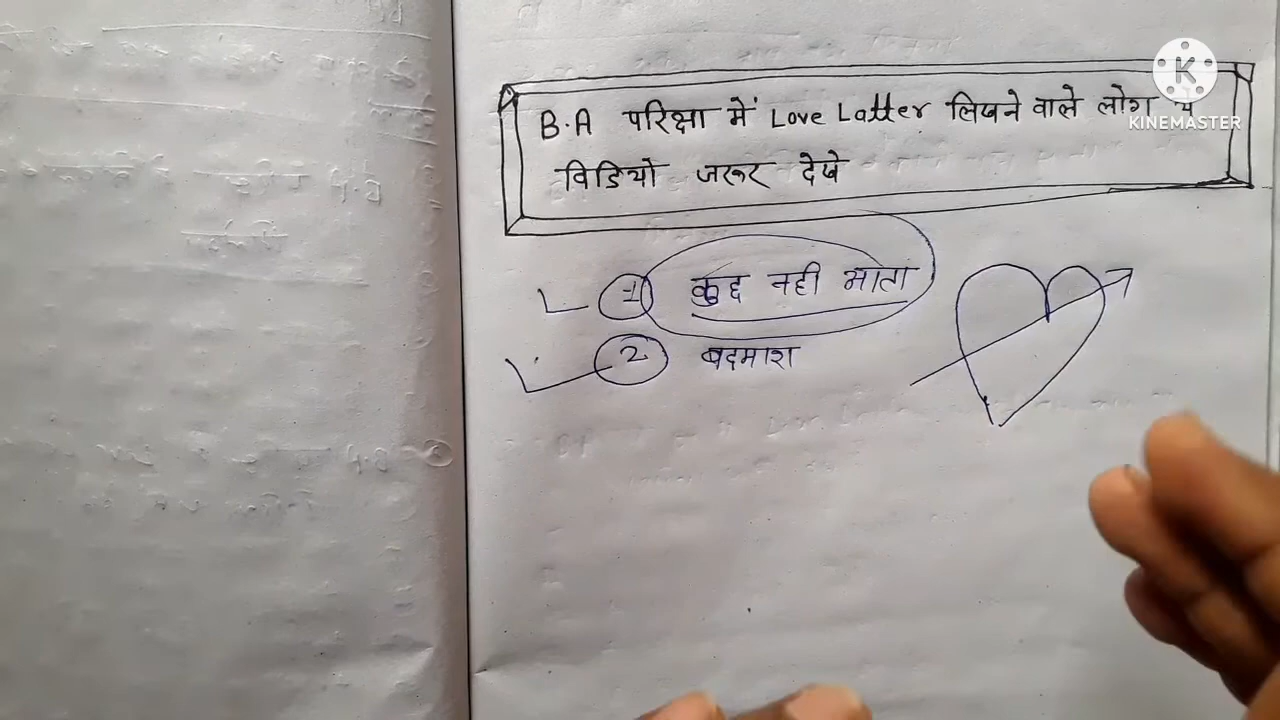 B.A परिक्षा में Love Latter लिखने वाले लोग
विडियो जरूर देखे
1 कुछ नही आता
2 बदमाश
K
KINEMASTER